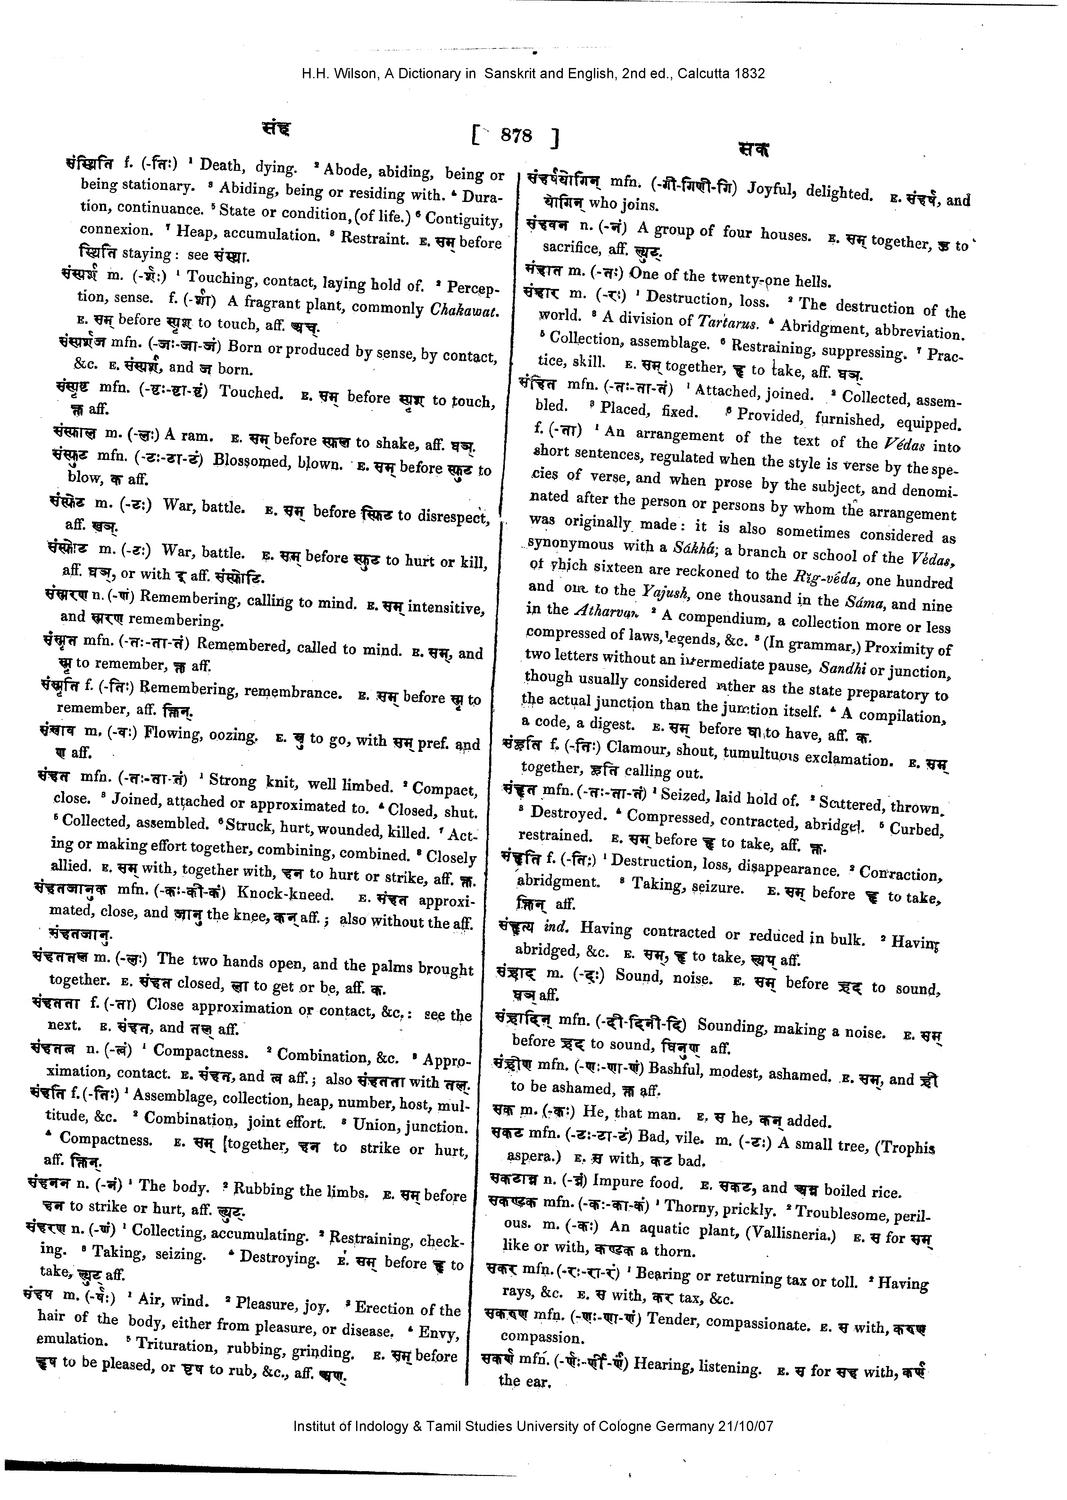 H.H. Wilson, A Dictionary in Sanskrit and English, 2nd ed., Calcutta 1832
संह
[ 878 ]
सक
संस्थिति f. (-तिः) ¹ Death, dying. ² Abode, abiding, being or
being stationary. ³ Abiding, being or residing with. ⁴ Dura-
tion, continuance. ⁵ State or condition, (of life.) ⁶ Contiguity,
connexion. ⁷ Heap, accumulation. ⁸ Restraint. E. सम् before
स्थिति staying: see संस्था.
संस्पर्श m. (-र्शः) ¹ Touching, contact, laying hold of. ² Percep-
tion, sense. f. (-र्शा) A fragrant plant, commonly Chakawat.
E. सम् before स्पृश to touch, aff. अच्.
संस्पर्शज mfn. (-जः-जा-जं) Born or produced by sense, by contact,
&c. E. संस्पर्श, and ज born.
संस्पृष्ट mfn. (-ष्टः-ष्टा-ष्टं) Touched. E. सम् before स्पृश to touch,
क्त aff.
संस्फाल m. (-लः) A ram. E. सम् before स्फल to shake, aff. घञ्.
संस्फुट mfn. (-टः-टा-टं) Blossomed, blown. E. सम् before स्फुट to
blow, क aff.
संस्फेट m. (-टः) War, battle. E. सम् before स्फिट to disrespect,
aff. घञ्.
संस्फोट m. (-टः) War, battle. E. सम् before स्फुट to hurt or kill,
aff. घञ्, or with इ aff. संस्फोटि.
संस्मरण n. (-णं) Remembering, calling to mind. E. सम् intensitive,
and स्मरण remembering.
संस्मृत mfn. (-तः-ता-तं) Remembered, called to mind. E. सम्, and
स्मृ to remember, क्त aff.
संस्मृति f. (-तिः) Remembering, remembrance. E. सम् before स्मृ to
remember, aff. क्तिन्.
संस्राव m. (-वः) Flowing, oozing. E. स्रु to go, with सम् pref. and
ण aff.
संहत mfn. (-तः-ता-तं) ¹ Strong knit, well limbed. ² Compact,
close. ³ Joined, attached or approximated to. ⁴ Closed, shut.
⁵ Collected, assembled. ⁶ Struck, hurt, wounded, killed. ⁷ Act-
ing or making effort together, combining, combined. ⁸ Closely
allied. E. सम् with, together with, हन to hurt or strike, aff. क्त.
संहतजानुक mfn. (-कः-की-कं) Knock-kneed. E. संहत approxi-
mated, close, and जानु the knee, कन् aff.; also without the aff.
संहतजानु.
संहततल m. (-लः) The two hands open, and the palms brought
together. E. संहत closed, ला to get or be, aff. क.
संहतता f. (-ता) Close approximation or contact, &c.: see the
next. E. संहत, and तल् aff.
संहतत्व n. (-त्वं) ¹ Compactness. ² Combination, &c. ³ Appro-
ximation, contact. E. संहत, and त्व aff.; also संहतता with तल्.
संहति f. (-तिः) ¹ Assemblage, collection, heap, number, host, mul-
titude, &c. ² Combination, joint effort. ³ Union, junction.
⁴ Compactness. E. सम् together, हन to strike or hurt,
aff. क्तिन्.
संहनन n. (-नं) ¹ The body. ² Rubbing the limbs. E. सम् before
हन to strike or hurt, aff. ल्युट्.
संहरण n. (-णं) ¹ Collecting, accumulating. ² Restraining, check-
ing. ³ Taking, seizing. ⁴ Destroying. E. सम् before हृ to
take, ल्युट् aff.
संहर्ष m. (-र्षः) ¹ Air, wind. ² Pleasure, joy. ³ Erection of the
hair of the body, either from pleasure, or disease. ⁴ Envy,
emulation. ⁵ Trituration, rubbing, grinding. E. सम् before
हृष to be pleased, or घृष to rub, &c., aff.
संहर्षयोगिन् mfn. (-गी-गिणी-गि) Joyful, delighted. E. संहर्ष, and
योगिन् who joins.
संहवन n. (-नं) A group of four houses. E. सम् together, हु to
sacrifice, aff. ल्युट्.
संहात m. (-तः) One of the twenty-one hells.
संहार m. (-रः) ¹ Destruction, loss. ² The destruction of the
world. ³ A division of Tartarus. ⁴ Abridgment, abbreviation.
⁵ Collection, assemblage. ⁶ Restraining, suppressing. ⁷ Prac-
tice, skill. E. सम् together, हृ to take, aff. घञ्.
संहित mfn. (-तः-ता-तं) ¹ Attached, joined. ² Collected, assem-
bled. ³ Placed, fixed. ⁶ Provided, furnished, equipped.
f. (-ता) ¹ An arrangement of the text of the Védas into
short sentences, regulated when the style is verse by the spe-
cies of verse, and when prose by the subject, and denomi-
nated after the person or persons by whom the arrangement
was originally made: it is also sometimes considered as
synonymous with a Sákhá; a branch or school of the Védas,
of which sixteen are reckoned to the Rig-véda, one hundred
and one to the Yajush, one thousand in the Sáma, and nine
in the Atharvan. ² A compendium, a collection more or less
compressed of laws, legends, &c. ³ (In grammar,) Proximity of
two letters without an intermediate pause, Sandhi or junction,
though usually considered rather as the state preparatory to
the actual junction than the junction itself. ⁴ A compilation,
a code, a digest. E. सम् before धा to have, aff. क.
संहूति f. (-तिः) Clamour, shout, tumultuous exclamation. E. सम्
together, हूति calling out.
संहृत mfn. (-तः-ता-तं) ¹ Seized, laid hold of. ² Scattered, thrown.
³ Destroyed. ⁴ Compressed, contracted, abridged. ⁵ Curbed,
restrained. E. सम् before हृ to take, aff. क्त.
संहृति f. (-तिः) ¹ Destruction, loss, disappearance. ² Contraction,
abridgment. ³ Taking, seizure. E. सम् before हृ to take,
क्तिन् aff.
संहृत्य ind. Having contracted or reduced in bulk. ² Having
abridged, &c. E. सम्, हृ to take, ल्यप् aff.
संह्राद m. (-दः) Sound, noise. E. सम् before ह्रद to sound,
घञ् aff.
संह्रादिन् mfn. (-दी-दिनी-दि) Sounding, making a noise. E. सम्
before ह्रद to sound, घिनुण् aff.
संह्रीण mfn. (-णः-णा-णं) Bashful, modest, ashamed. E. सम्, and ह्री
to be ashamed, क्त aff.
सक m. (-कः) He, that man. E. स he, कन् added.
सकट mfn. (-टः-टा-टं) Bad, vile. m. (-टः) A small tree, (Trophis
aspera.) E. स with, कट bad.
सकटान्न n. (-न्नं) Impure food. E. सकट, and अन्न boiled rice.
सकण्टक mfn. (-कः-का-कं) ¹ Thorny, prickly. ² Troublesome, peril-
ous. m. (-कः) An aquatic plant, (Vallisneria.) E. स for सम्
like or with, कण्टक a thorn.
सकर mfn. (-रः-रा-रं) ¹ Bearing or returning tax or toll. ² Having
rays, &c. E. स with, कर tax, &c.
सकरुण mfn. (-णः-णा-णं) Tender, compassionate. E. स with, करुण
compassion.
सकर्ण mfn. (-र्णः-र्णी-र्णं) Hearing, listening. E. स for सह with, कर्ण
the ear.
Institut of Indology & Tamil Studies University of Cologne Germany 21/10/07